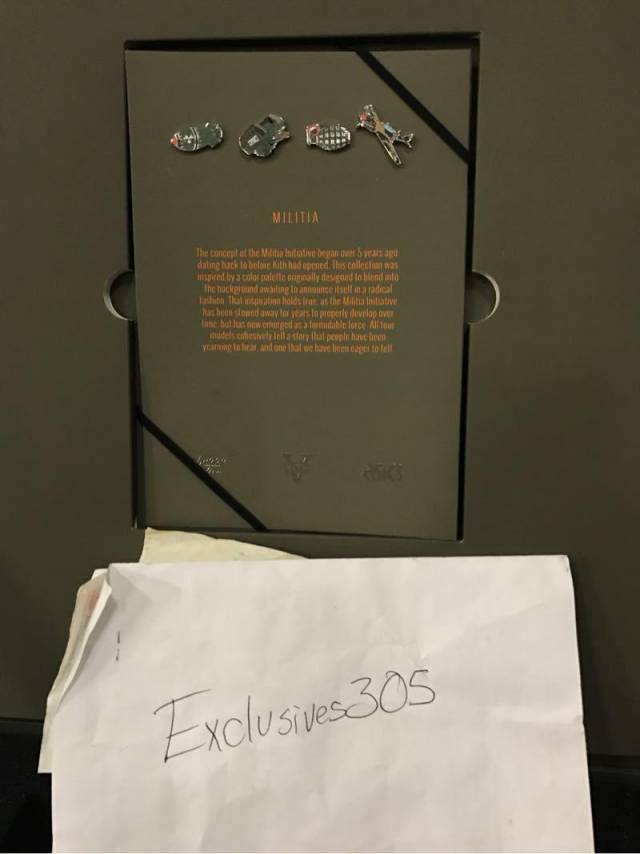 MILITIA
The concept of the Militia Initiative began over 5 years ago
dating back to before Kith had opened. This collection was
inspired by a color palette originally designed to blend into
the background awaiting to announce itself in a radical
fashion. That inspiration holds true, as the Militia Initiative
has been stowed away for years to properly develop over
time, but has now emerged as a formidable force. All four
models cohesively tell a story that people have been
yearning to hear, and one that we have been eager to tell.
asics
Exclusives305